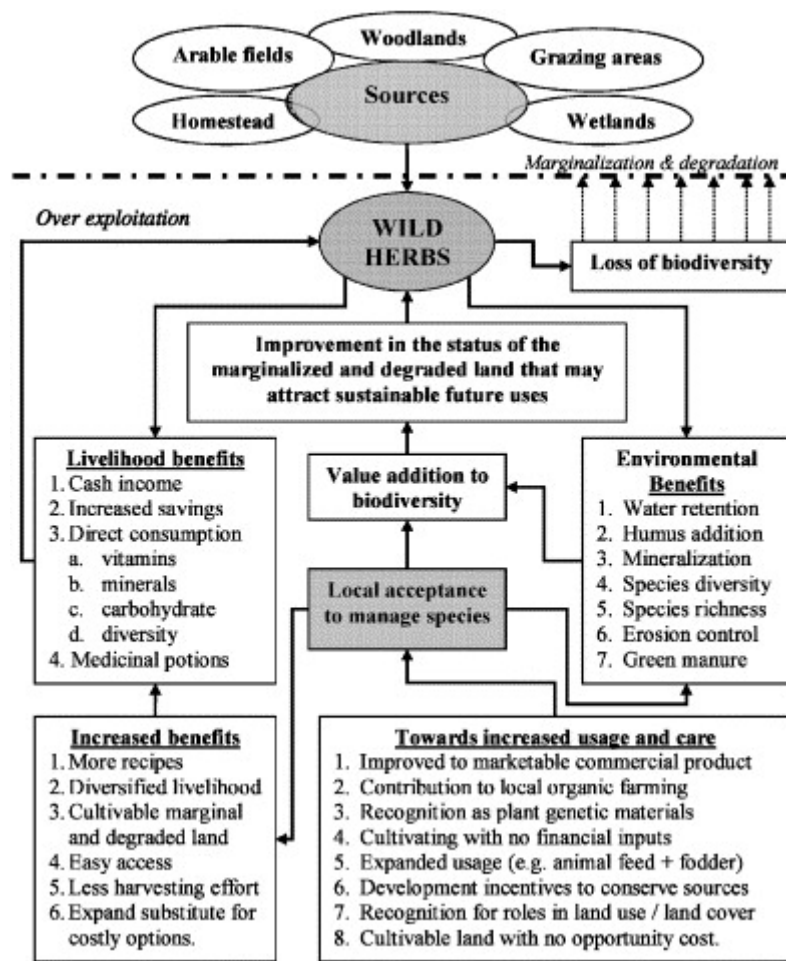 Woodlands
Arable fields
Grazing areas
Sources
Homestead
Wetlands
Marginalization & degradation
Over exploitation
WILD
HERBS
Loss of biodiversity
Improvement in the status of the
marginalized and degraded land that may
attract sustainable future uses
Livelihood benefits
1. Cash income
2. Increased savings
3. Direct consumption
a. vitamins
b. minerals
c. carbohydrate
d. diversity
4. Medicinal potions
Value addition to
biodiversity
Environmental
Benefits
1. Water retention
2. Humus addition
3. Mineralization
4. Species diversity
5. Species richness
6. Erosion control
7. Green manure
Local acceptance
to manage species
Increased benefits
1. More recipes
2. Diversified livelihood
3. Cultivable marginal
and degraded land
4. Easy access
5. Less harvesting effort
6. Expand substitute for
costly options.
Towards increased usage and care
1. Improved to marketable commercial product
2. Contribution to local organic farming
3. Recognition as plant genetic materials
4. Cultivating with no financial inputs
5. Expanded usage (e.g. animal feed + fodder)
6. Development incentives to conserve sources
7. Recognition for roles in land use / land cover
8. Cultivable land with no opportunity cost.